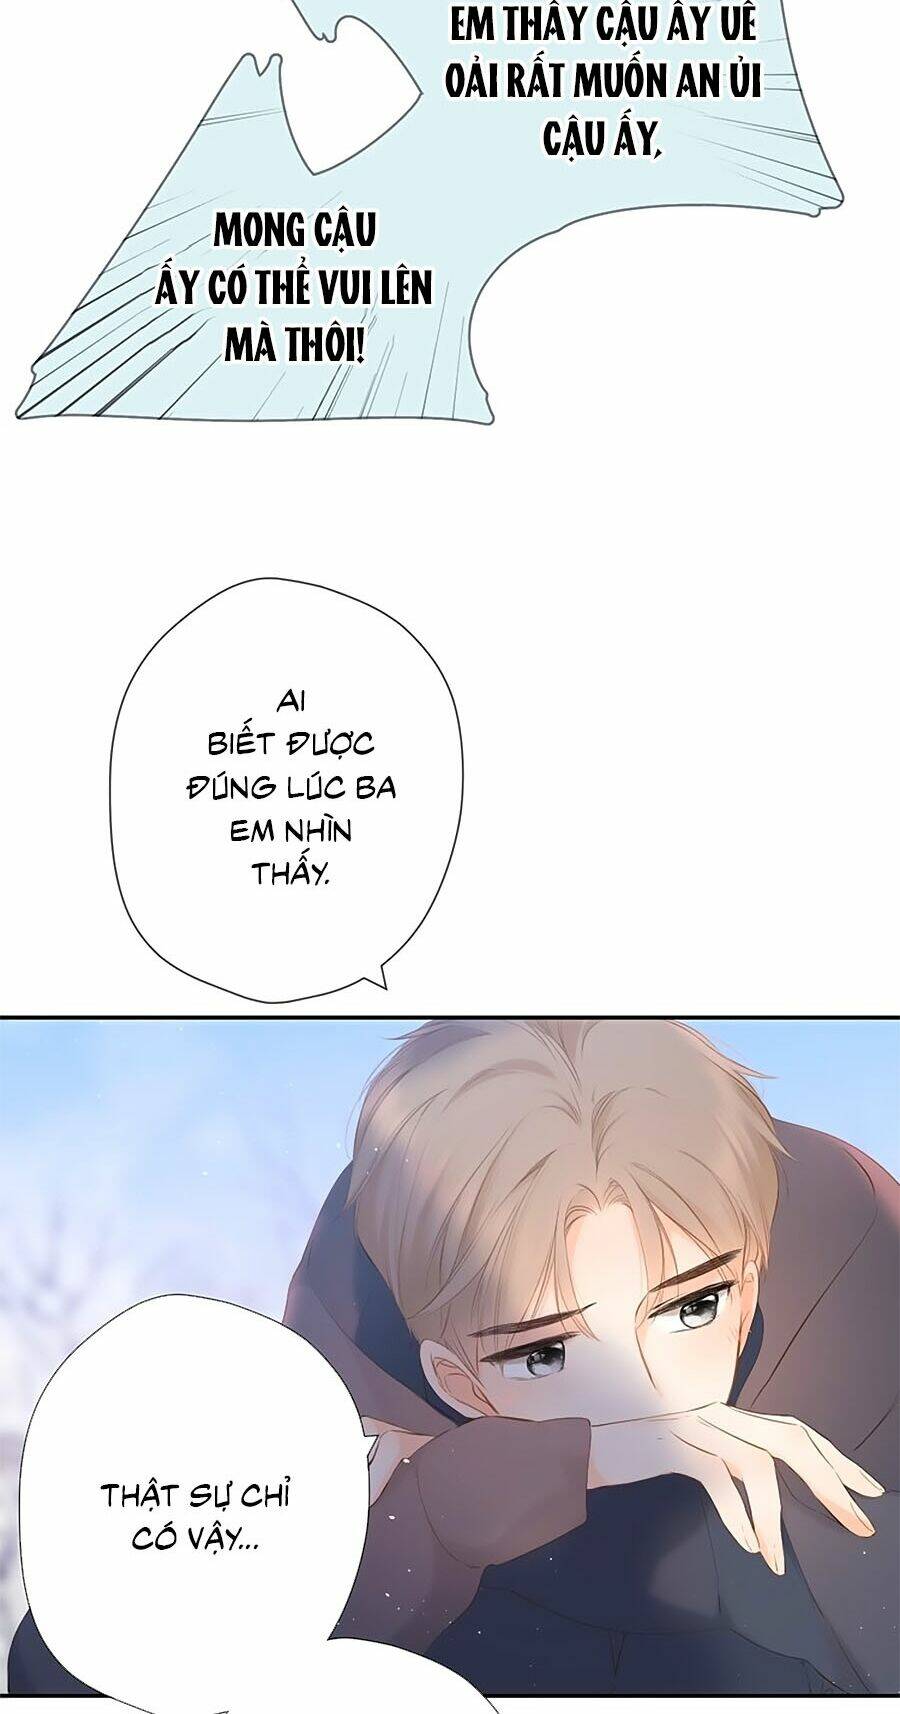 EM THẤY CẬU ẤY UỂ
OẢI RẤT MUỐN AN ỦI
CẬU ẤY,
MONG CẬU
ẤY CÓ THỂ VUI LÊN
MÀ THÔI!
AI
BIẾT ĐƯỢC
ĐÚNG LÚC BA
EM NHÌN
THẤY.
THẬT SỰ CHỈ
CÓ VẬY...